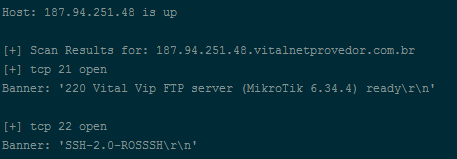 Host: 187.94.251.48 is up
[+] Scan Results for: 187.94.251.48.vitalnetprovedor.com.br
[+] tcp 21 open
Banner: '220 Vital Vip FTP server (MikroTik 6.34.4) ready\r\n'
[+] tcp 22 open
Banner: 'SSH-2.0-ROSSSH\r\n'